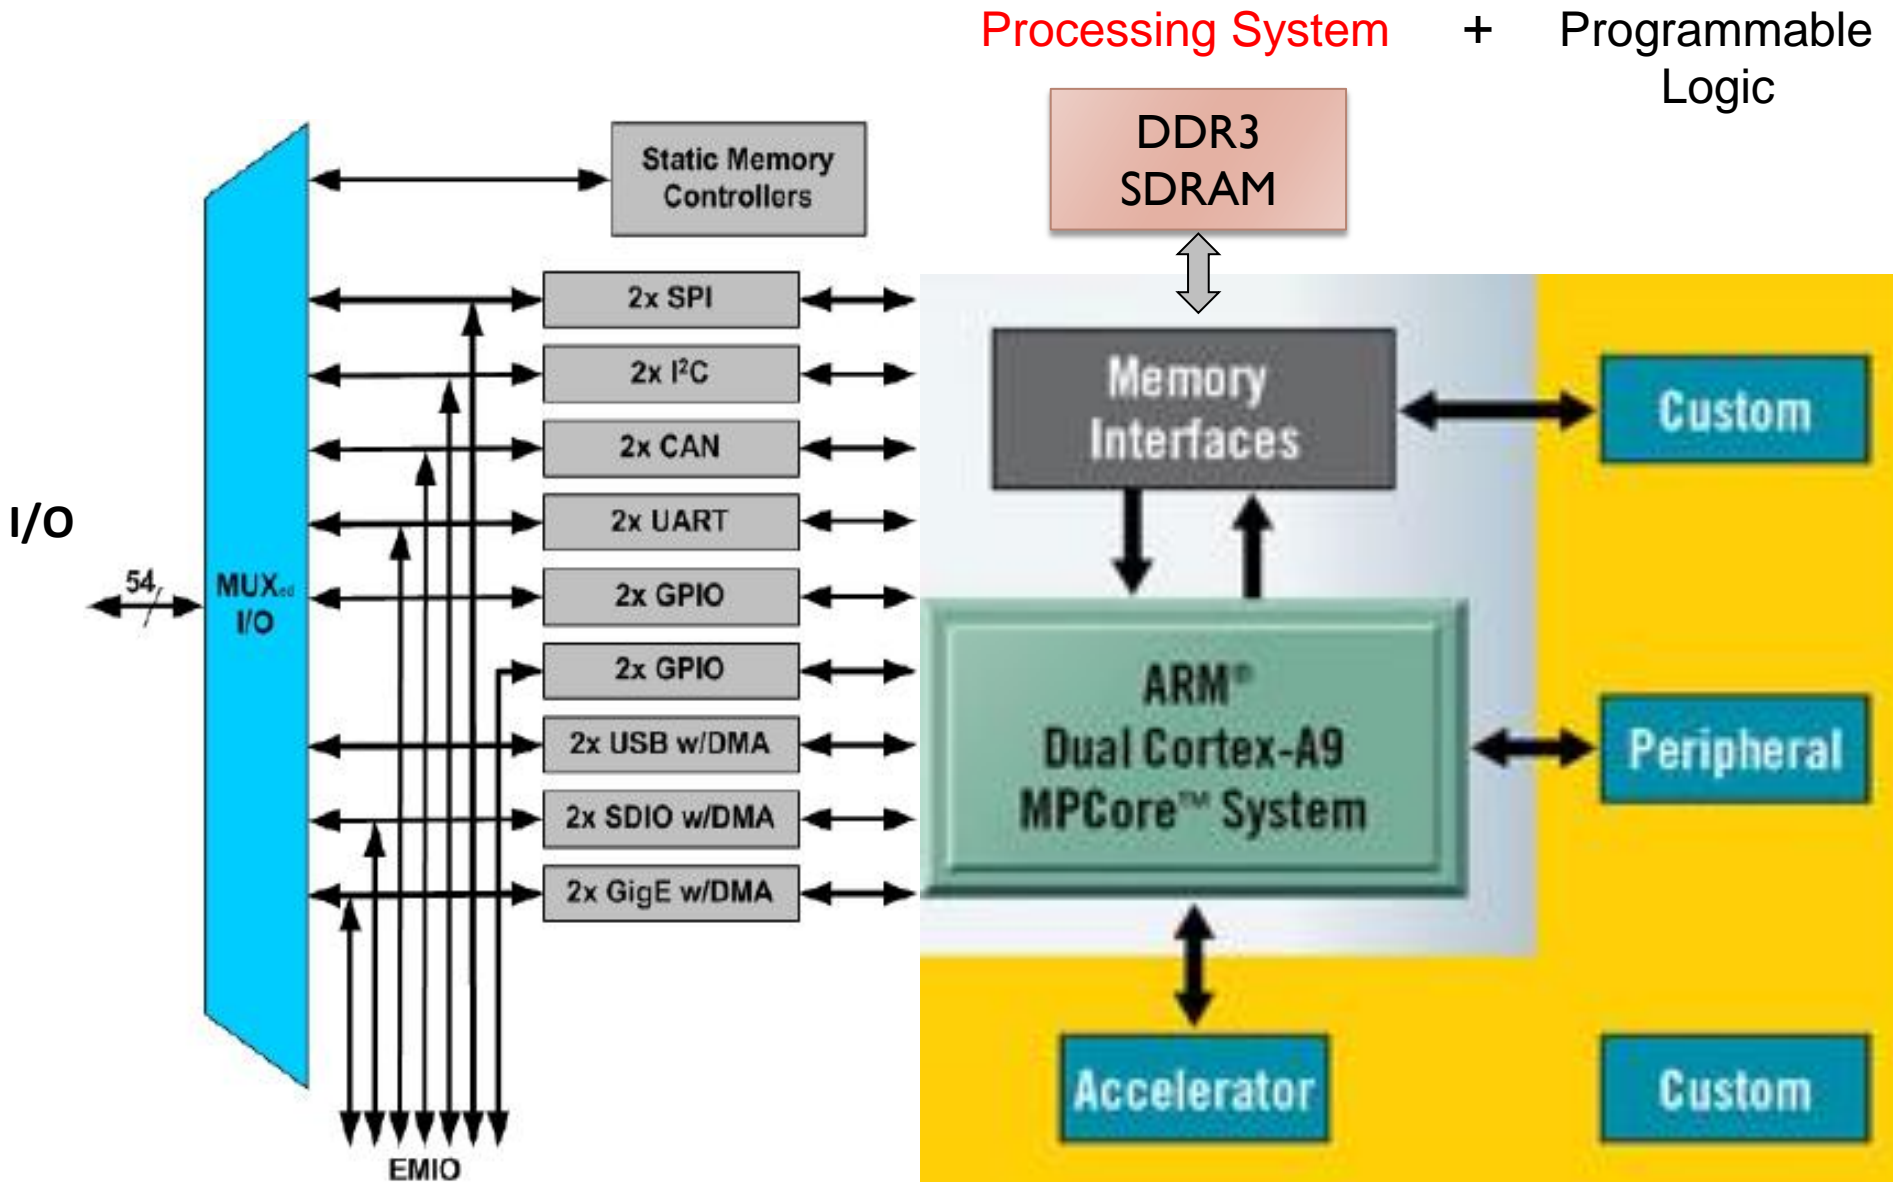 Processing System + Programmable
Logic
DDR3
SDRAM
Static Memory
Controllers
2x SPI
2x I²C
2x CAN
2x UART
2x GPIO
2x GPIO
2x USB w/DMA
2x SDIO w/DMA
2x GigE w/DMA
I/O
54
MUXed
I/O
EMIO
Memory
Interfaces
ARM®
Dual Cortex-A9
MPCore™ System
Custom
Peripheral
Accelerator
Custom